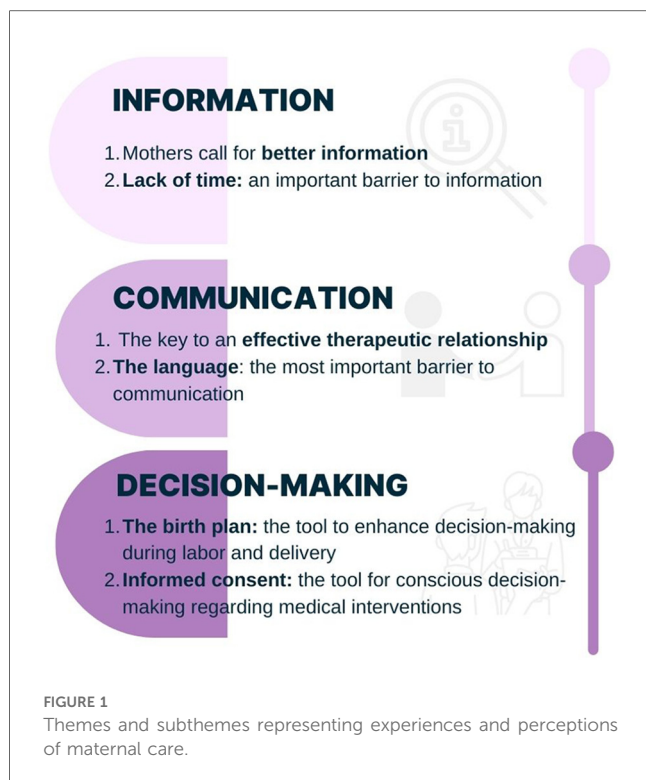 INFORMATION
1. Mothers call for better information
2. Lack of time: an important barrier to information
COMMUNICATION
1. The key to an effective therapeutic relationship
2. The language: the most important barrier to
communication
DECISION-MAKING
1. The birth plan: the tool to enhance decision-making
during labor and delivery
2. Informed consent: the tool for conscious decision-
making regarding medical interventions
FIGURE 1
Themes and subthemes representing experiences and perceptions
of maternal care.